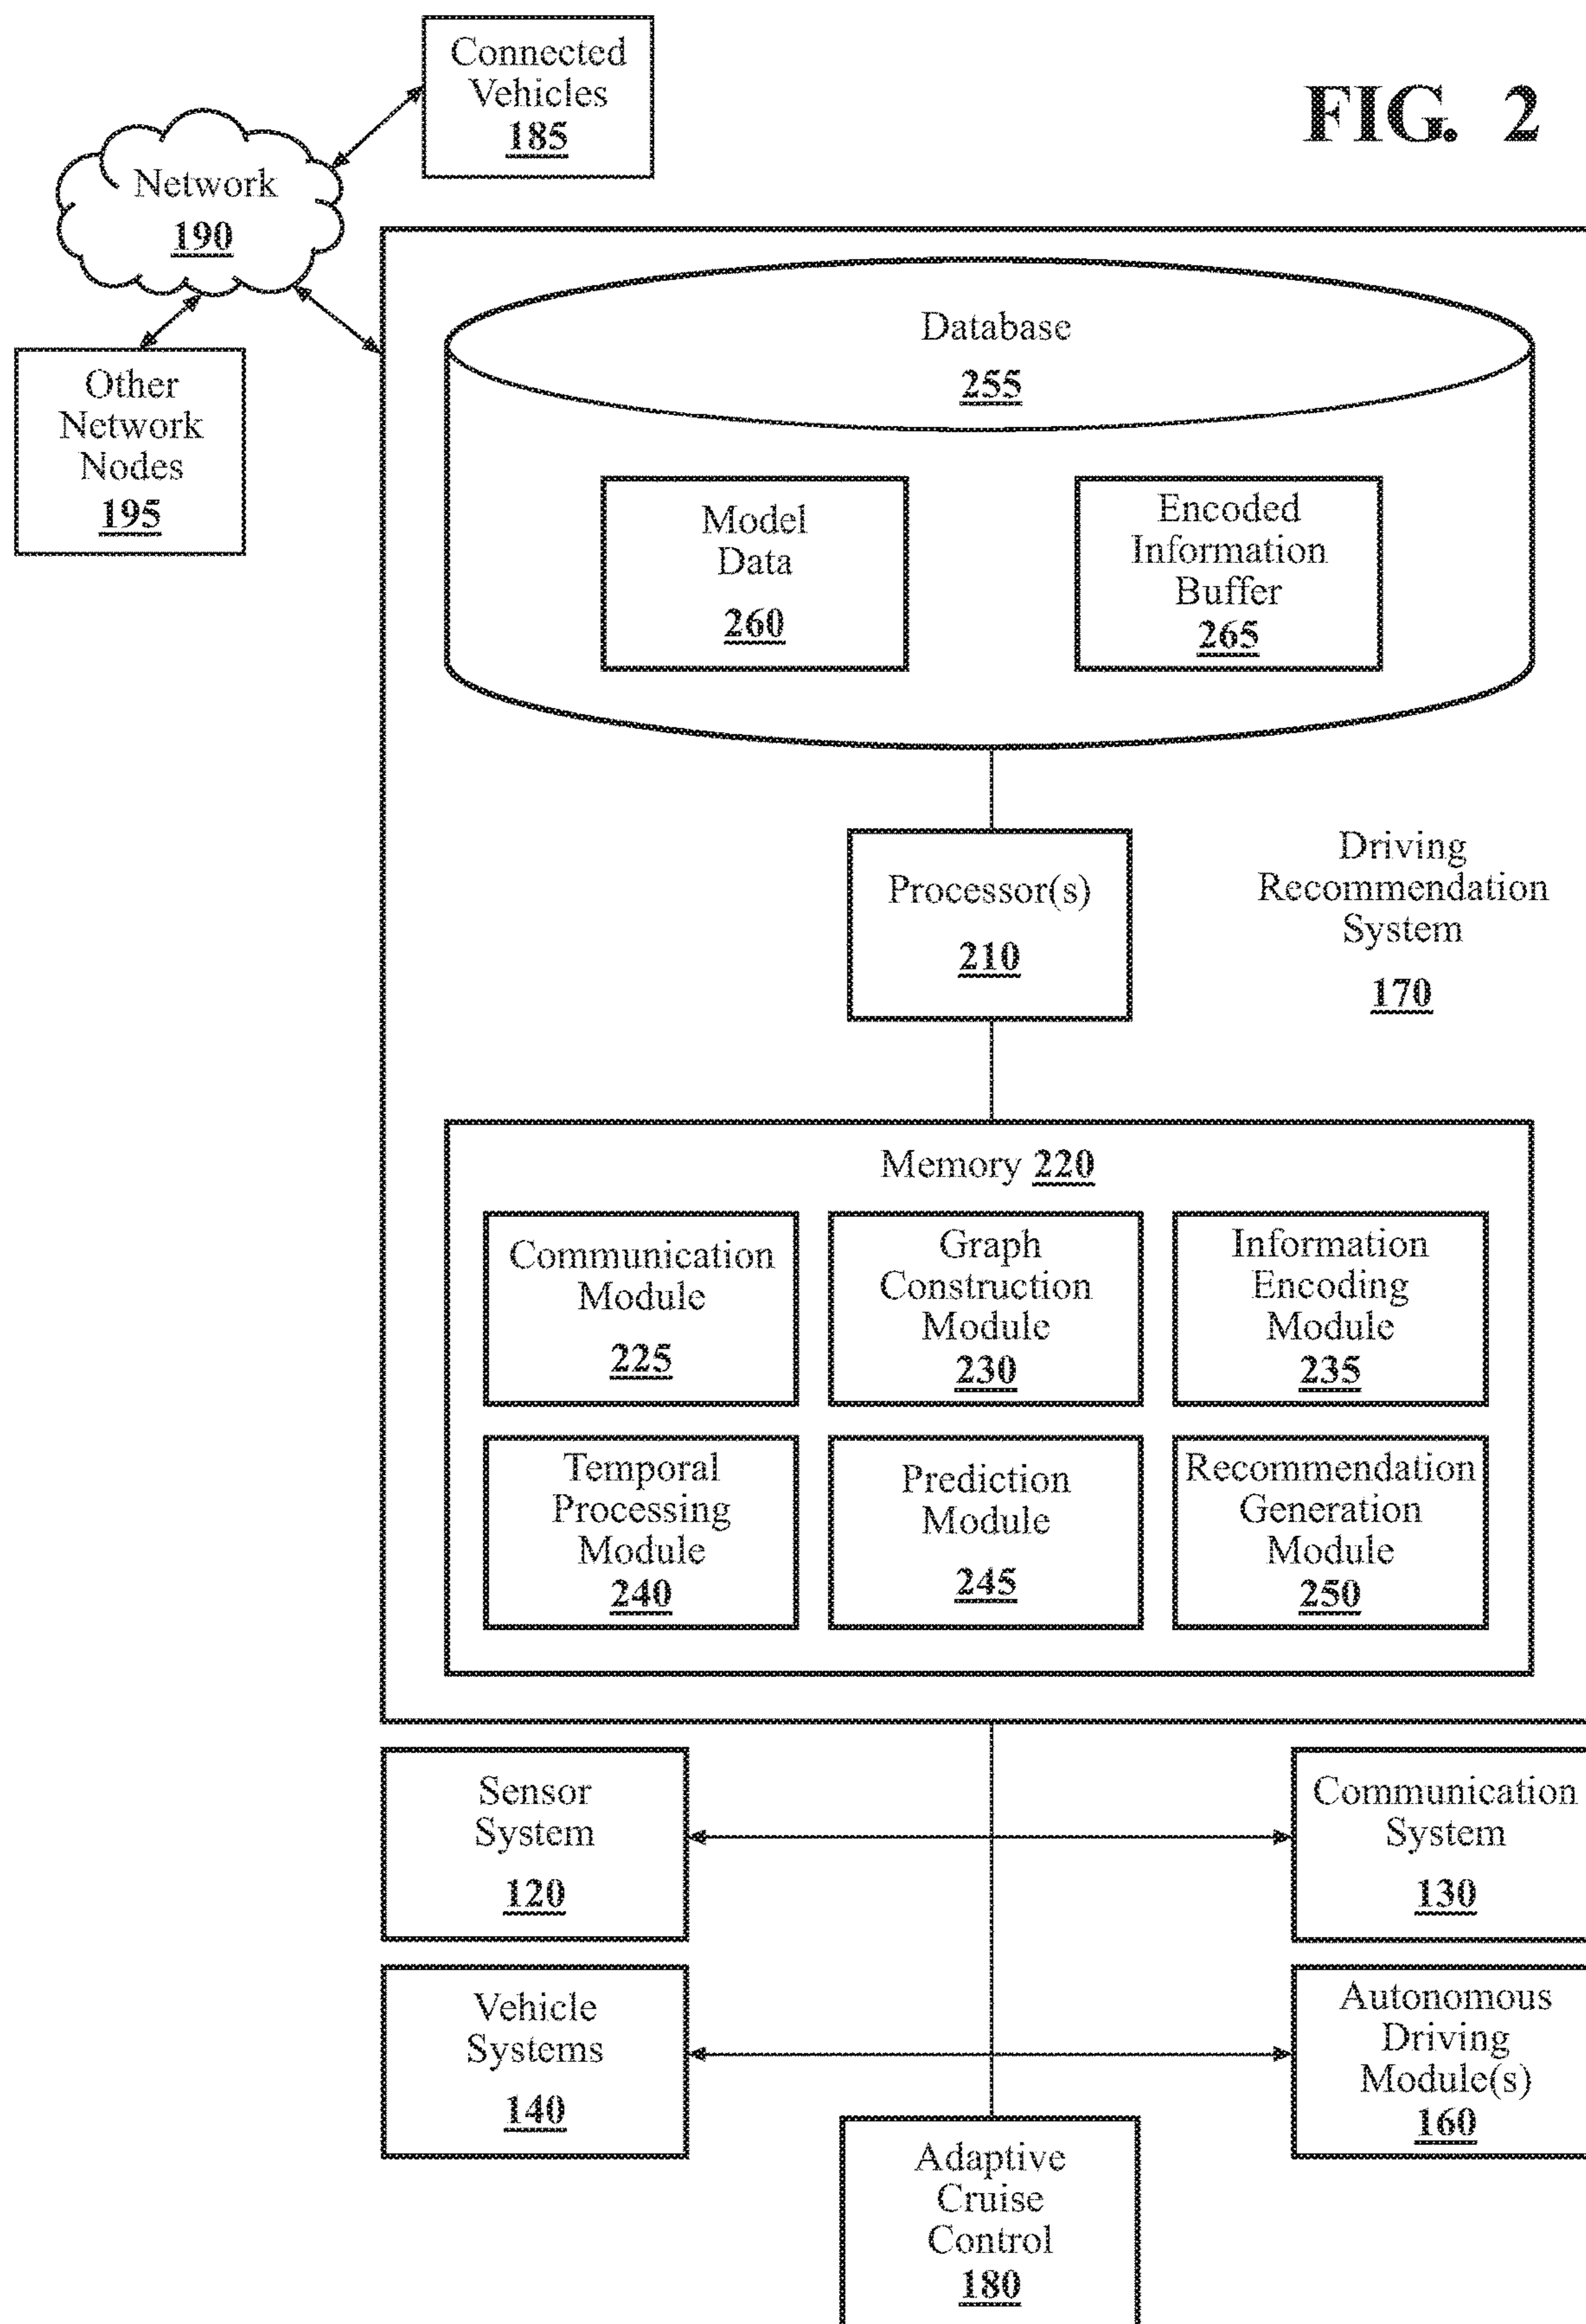 Connected
Vehicles
185
FIG. 2
Network
190
Other
Network
Nodes
195
Database
255
Model
Data
260
Encoded
Information
Buffer
265
Processor(s)
210
Driving
Recommendation
System
170
Memory 220
Communication
Module
225
Graph
Construction
Module
230
Information
Encoding
Module
235
Temporal
Processing
Module
240
Prediction
Module
245
Recommendation
Generation
Module
250
Sensor
System
120
Communication
System
130
Vehicle
Systems
140
Autonomous
Driving
Module(s)
160
Adaptive
Cruise
Control
180